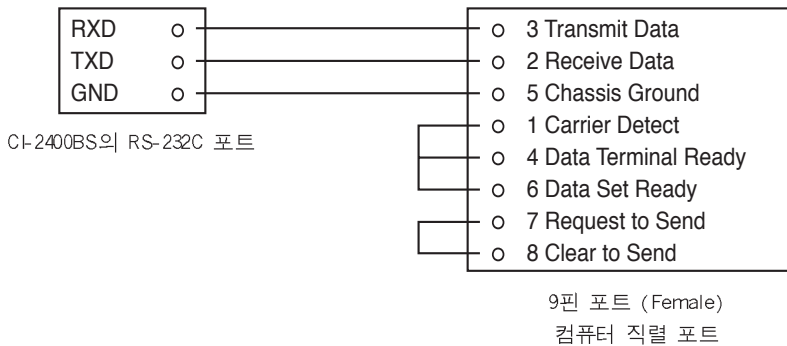 RXD
TXD
GND
CI-2400BS의 RS-232C 포트
3 Transmit Data
2 Receive Data
5 Chassis Ground
1 Carrier Detect
4 Data Terminal Ready
6 Data Set Ready
7 Request to Send
8 Clear to Send
9핀 포트 (Female)
컴퓨터 직렬 포트